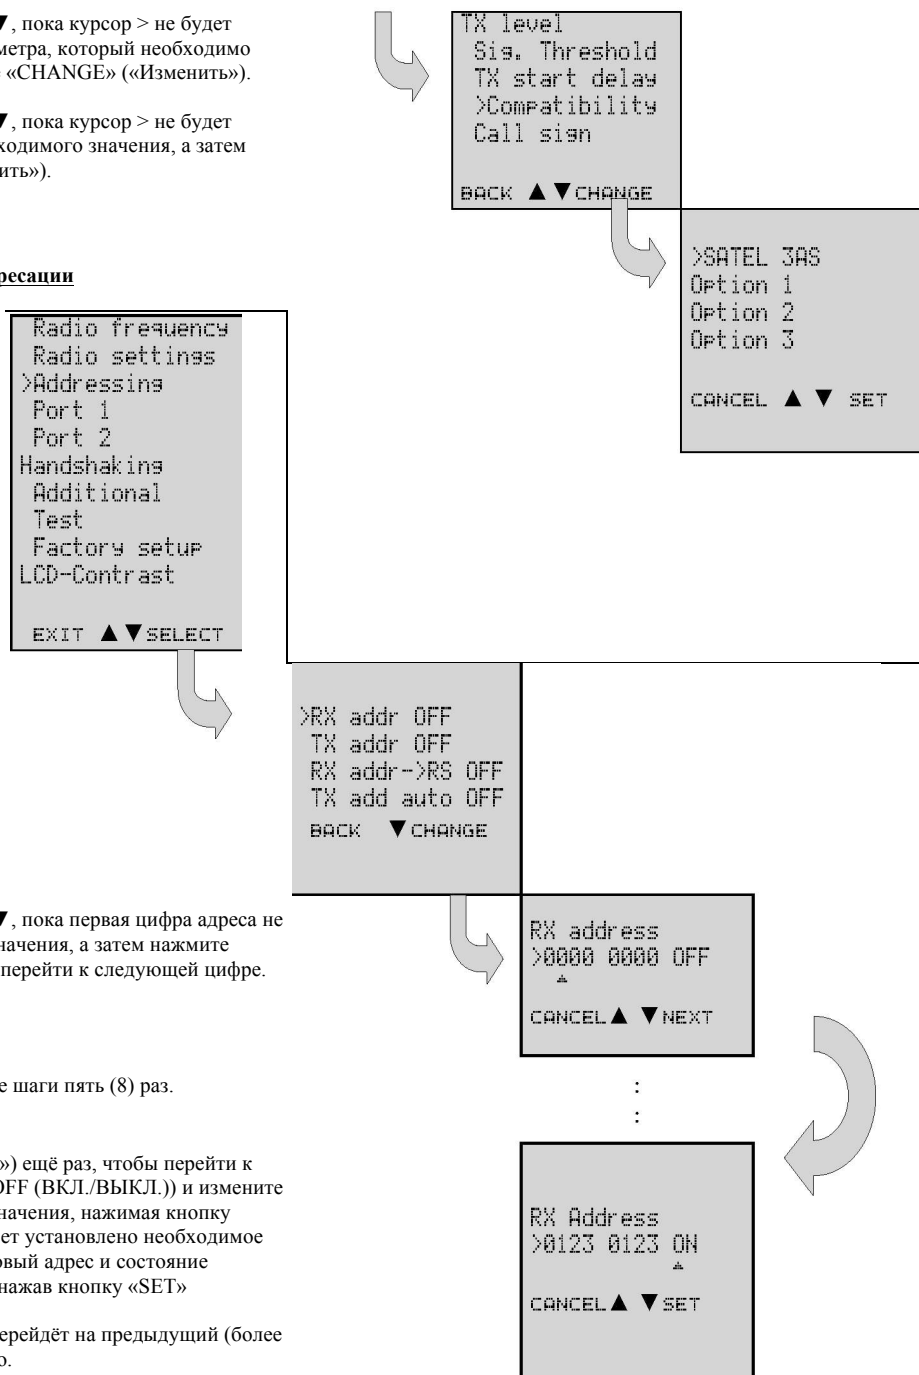 ▼, пока курсор > не будет
метра, который необходимо
«CHANGE» («Изменить»).
▼, пока курсор > не будет
ходимого значения, а затем
ить»).
TX level
Sig. Threshold
TX start delay
>Compatibility
Call sign
BACK ▲ ▼ CHANGE
>SATEL 3AS
Option 1
Option 2
Option 3
CANCEL ▲ ▼ SET
ресации
Radio frequency
Radio settings
>Addressing
Port 1
Port 2
Handshaking
Additional
Test
Factory setup
LCD-Contrast
EXIT ▲ ▼ SELECT
>RX addr OFF
TX addr OFF
RX addr->RS OFF
TX add auto OFF
BACK ▼ CHANGE
▼, пока первая цифра адреса не
начения, а затем нажмите
перейти к следующей цифре.
RX address
>0000 0000 OFF
CANCEL ▲ ▼ NEXT
е шаги пять (8) раз.
:
:
») ещё раз, чтобы перейти к
OFF (ВКЛ./ВЫКЛ.)) и измените
начения, нажимая кнопку
ет установлено необходимое
овый адрес и состояние
нажав кнопку «SET»
ерейдёт на предыдущий (более
о.
RX Address
>0123 0123 ON
CANCEL ▲ ▼ SET